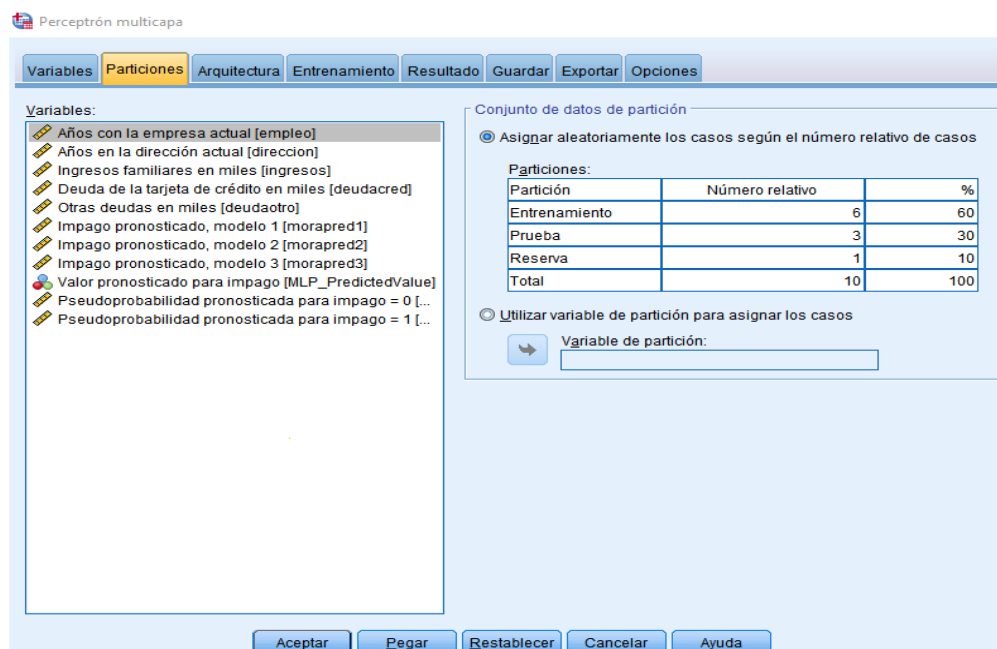 Perceptrón multicapa
Variables Particiones Arquitectura Entrenamiento Resultado Guardar Exportar Opciones
Variables:
Años con la empresa actual [empleo]
Años en la dirección actual [direccion]
Ingresos familiares en miles [ingresos]
Deuda de la tarjeta de crédito en miles [deudacred]
Otras deudas en miles [deudaotro]
Impago pronosticado, modelo 1 [morapred1]
Impago pronosticado, modelo 2 [morapred2]
Impago pronosticado, modelo 3 [morapred3]
Valor pronosticado para impago [MLP_PredictedValue]
Pseudoprobabilidad pronosticada para impago = 0 [...
Pseudoprobabilidad pronosticada para impago = 1 [...
Conjunto de datos de partición
Asignar aleatoriamente los casos según el número relativo de casos
Particiones:
Partición Número relativo %
Entrenamiento 6 60
Prueba 3 30
Reserva 1 10
Total 10 100
Utilizar variable de partición para asignar los casos
Variable de partición:
Aceptar Pegar Restablecer Cancelar Ayuda